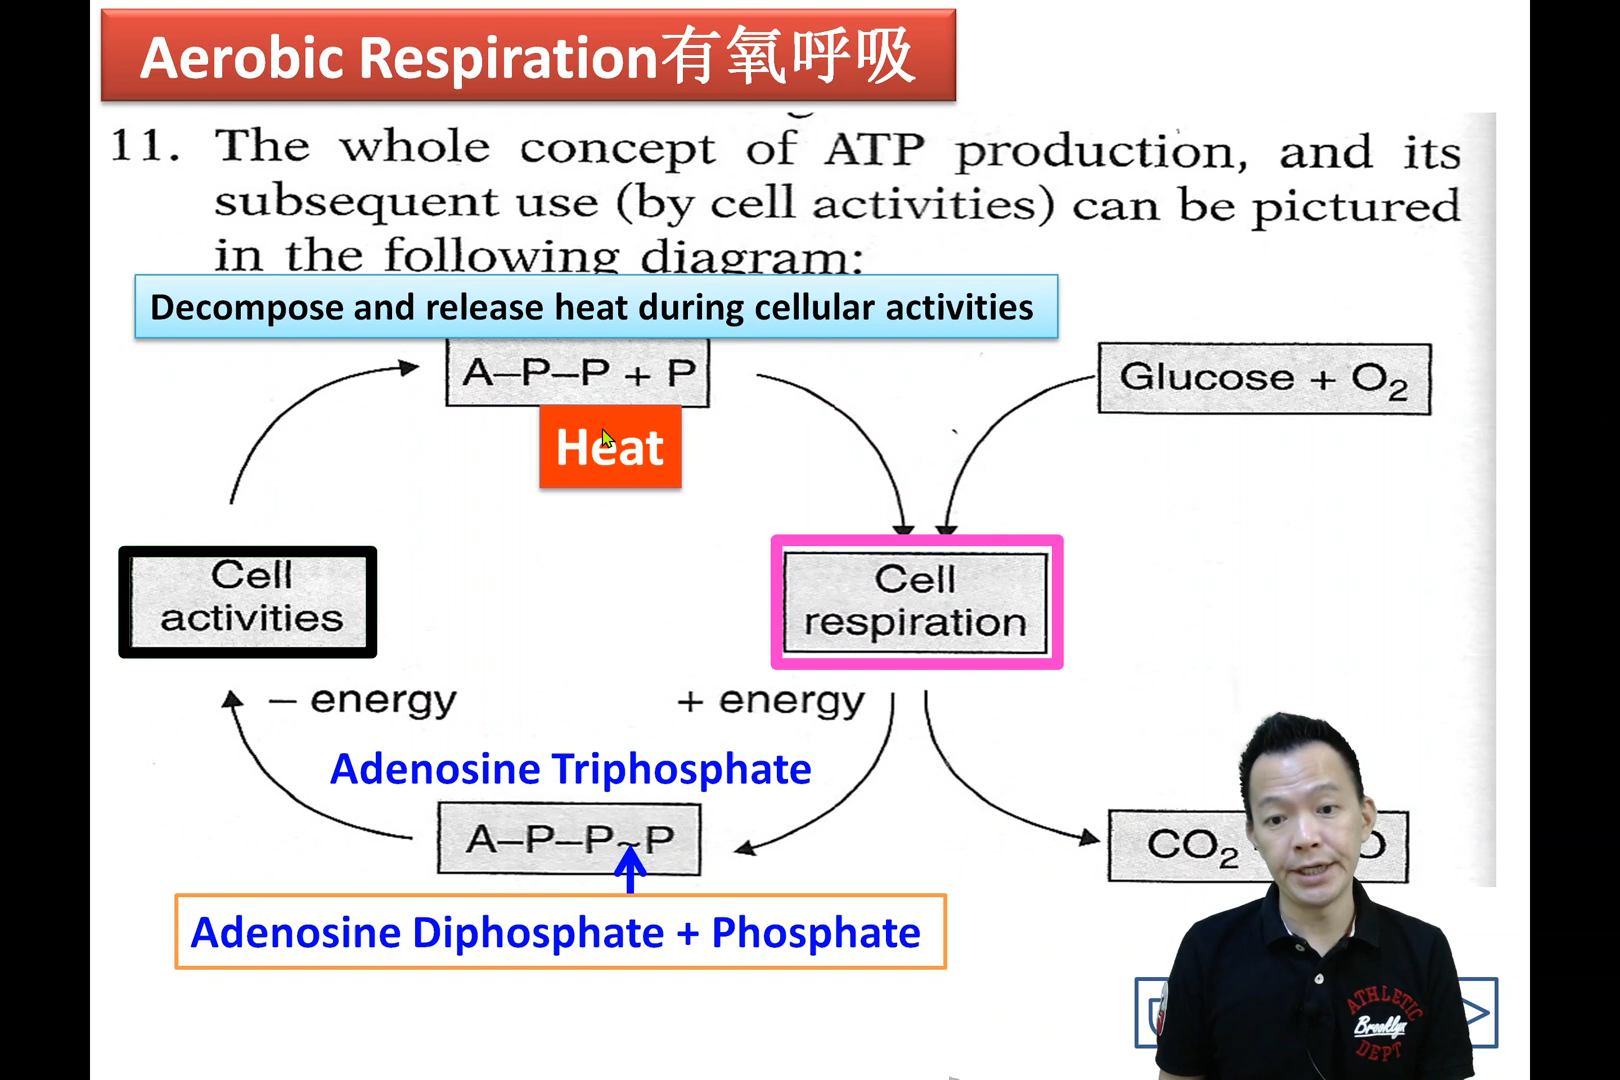 Aerobic Respiration有氧呼吸
11. The whole concept of ATP production, and its
subsequent use (by cell activities) can be pictured
in the following diagram:
Decompose and release heat during cellular activities
A–P–P + P
Glucose + O₂
Heat
Cell
activities
Cell
respiration
– energy
+ energy
Adenosine Triphosphate
A–P–P~P
CO₂
Adenosine Diphosphate + Phosphate
ATHLETIC
Brooklyn
DEPT